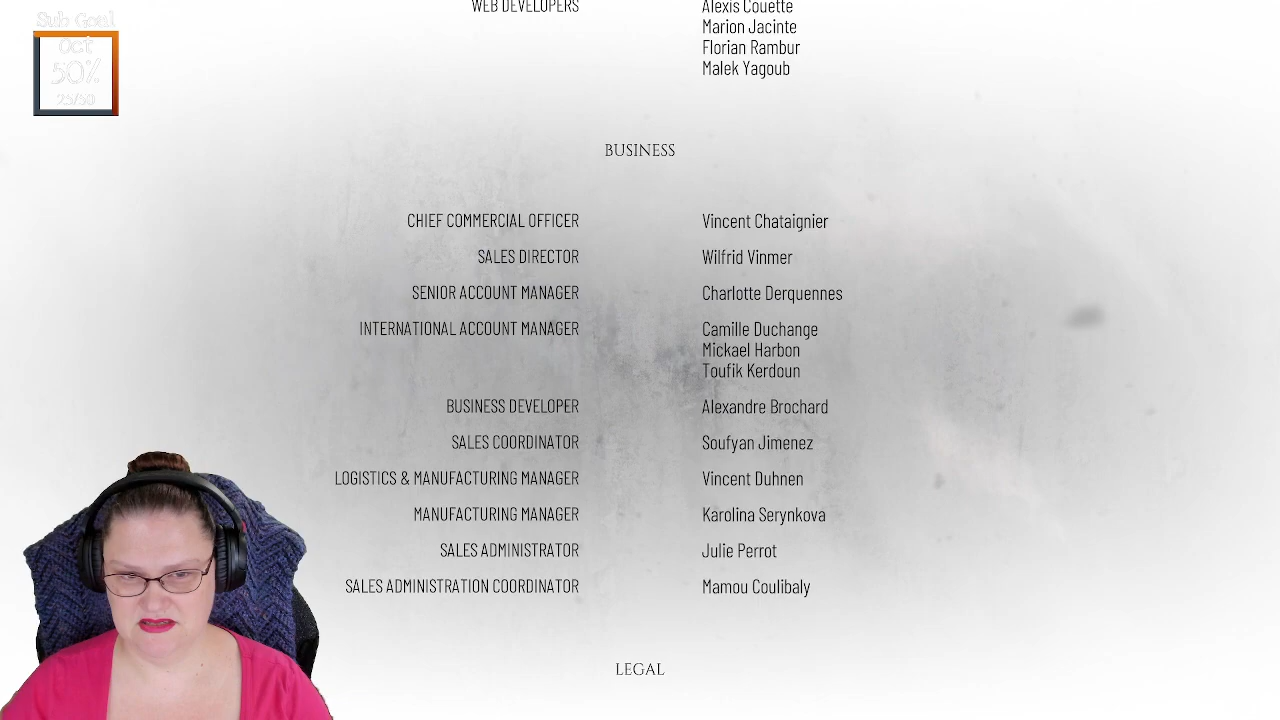 Sub Goal
Oct
50%
25/50
WEB DEVELOPERS Alexis Couette
Marion Jacinte
Florian Rambur
Malek Yagoub
BUSINESS
CHIEF COMMERCIAL OFFICER Vincent Chataignier
SALES DIRECTOR Wilfrid Vinmer
SENIOR ACCOUNT MANAGER Charlotte Derquennes
INTERNATIONAL ACCOUNT MANAGER Camille Duchange
Mickael Harbon
Toufik Kerdoun
BUSINESS DEVELOPER Alexandre Brochard
SALES COORDINATOR Soufyan Jimenez
LOGISTICS & MANUFACTURING MANAGER Vincent Duhnen
MANUFACTURING MANAGER Karolina Serynkova
SALES ADMINISTRATOR Julie Perrot
SALES ADMINISTRATION COORDINATOR Mamou Coulibaly
LEGAL